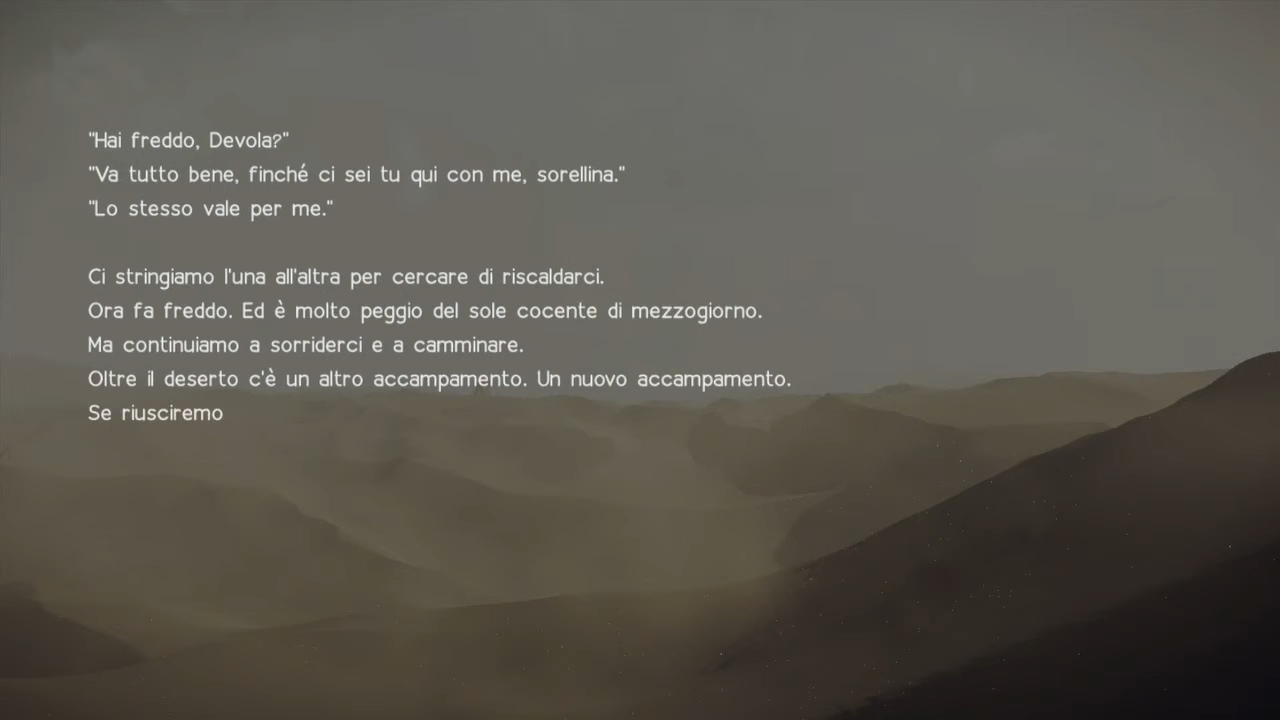 "Hai freddo, Devola?"
"Va tutto bene, finché ci sei tu qui con me, sorellina."
"Lo stesso vale per me."
Ci stringiamo l'una all'altra per cercare di riscaldarci.
Ora fa freddo. Ed è molto peggio del sole cocente di mezzogiorno.
Ma continuiamo a sorriderci e a camminare.
Oltre il deserto c'è un altro accampamento. Un nuovo accampamento.
Se riusciremo